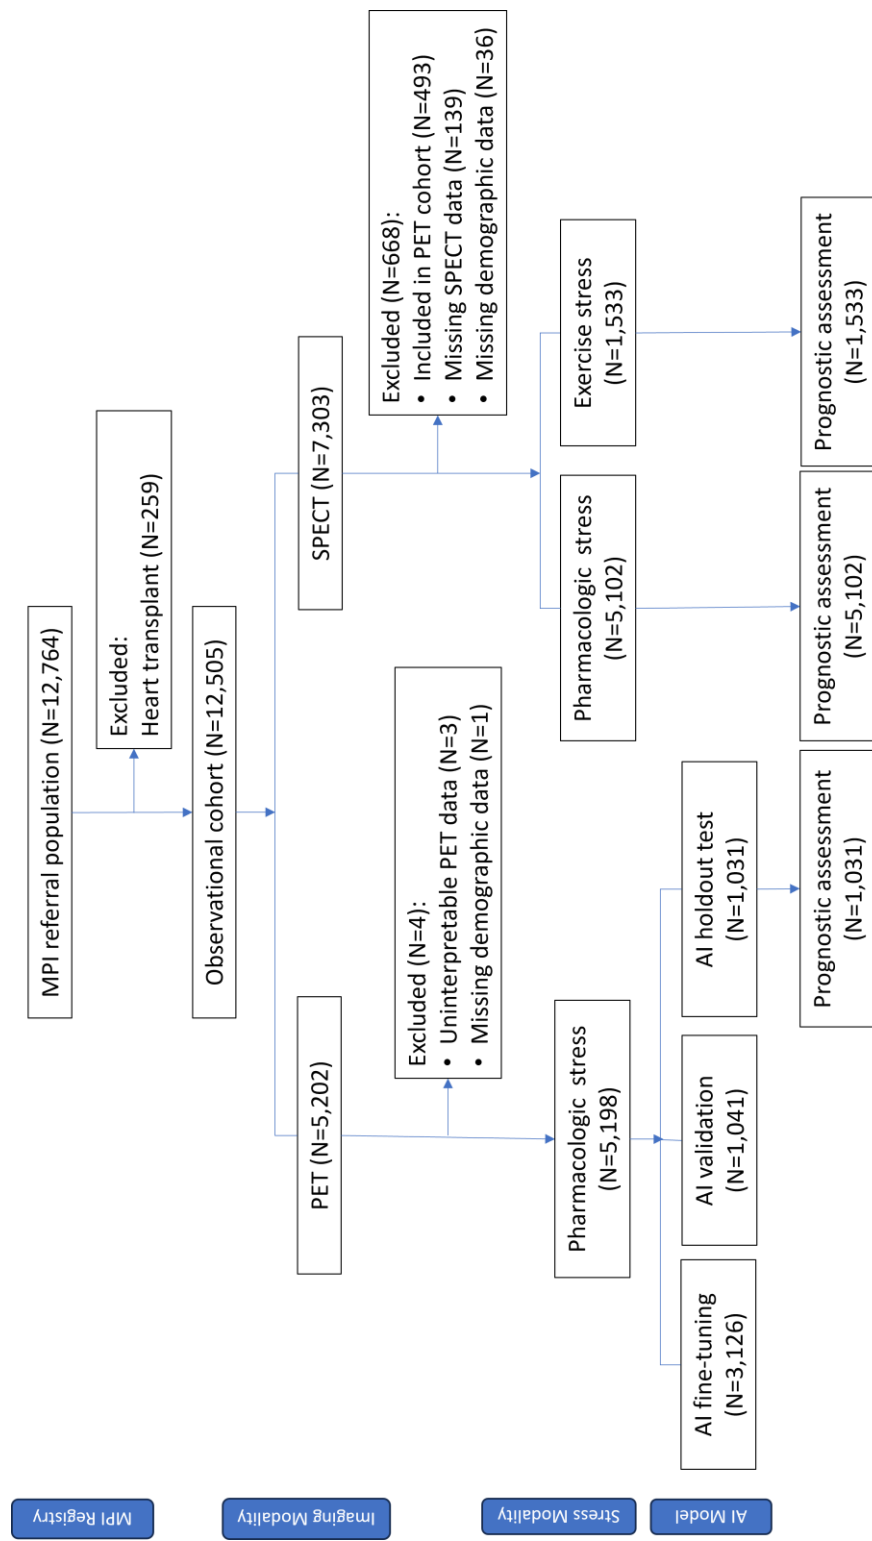 MPI Registry
MPI referral population (N=12,764)
Excluded:
Heart transplant (N=259)
Observational cohort (N=12,505)
Imaging Modality
PET (N=5,202)
SPECT (N=7,303)
Excluded (N=4):
• Uninterpretable PET data (N=3)
• Missing demographic data (N=1)
Excluded (N=668):
• Included in PET cohort (N=493)
• Missing SPECT data (N=139)
• Missing demographic data (N=36)
Stress Modality
Pharmacologic stress
(N=5,198)
Pharmacologic stress
(N=5,102)
Exercise stress
(N=1,533)
AI Model
AI fine-tuning
(N=3,126)
AI validation
(N=1,041)
AI holdout test
(N=1,031)
Prognostic assessment
(N=1,031)
Prognostic assessment
(N=5,102)
Prognostic assessment
(N=1,533)